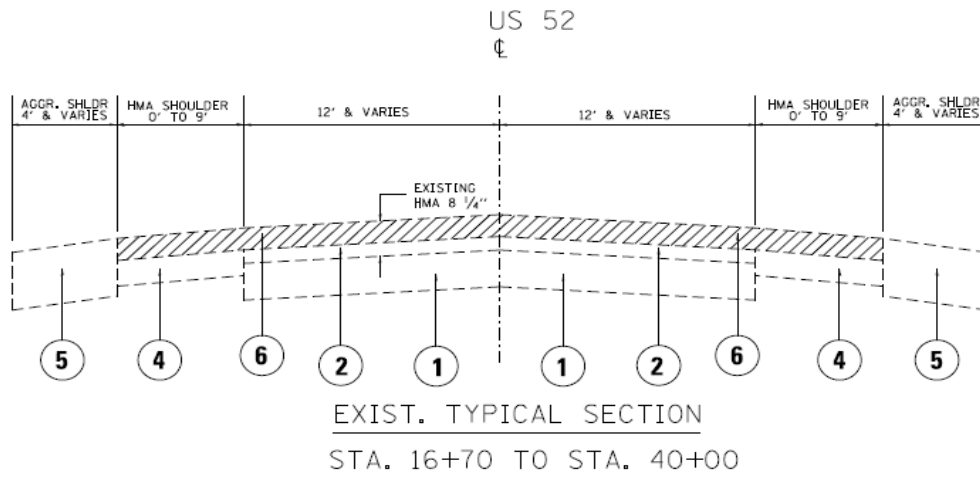 US 52
℄
AGGR. SHLDR
4' & VARIES
HMA SHOULDER
0' TO 9'
12' & VARIES
12' & VARIES
HMA SHOULDER
0' TO 9'
AGGR. SHLDR
4' & VARIES
EXISTING
HMA 8 1/4"
5 4 6 2 1 1 2 6 4 5
EXIST. TYPICAL SECTION
STA. 16+70 TO STA. 40+00